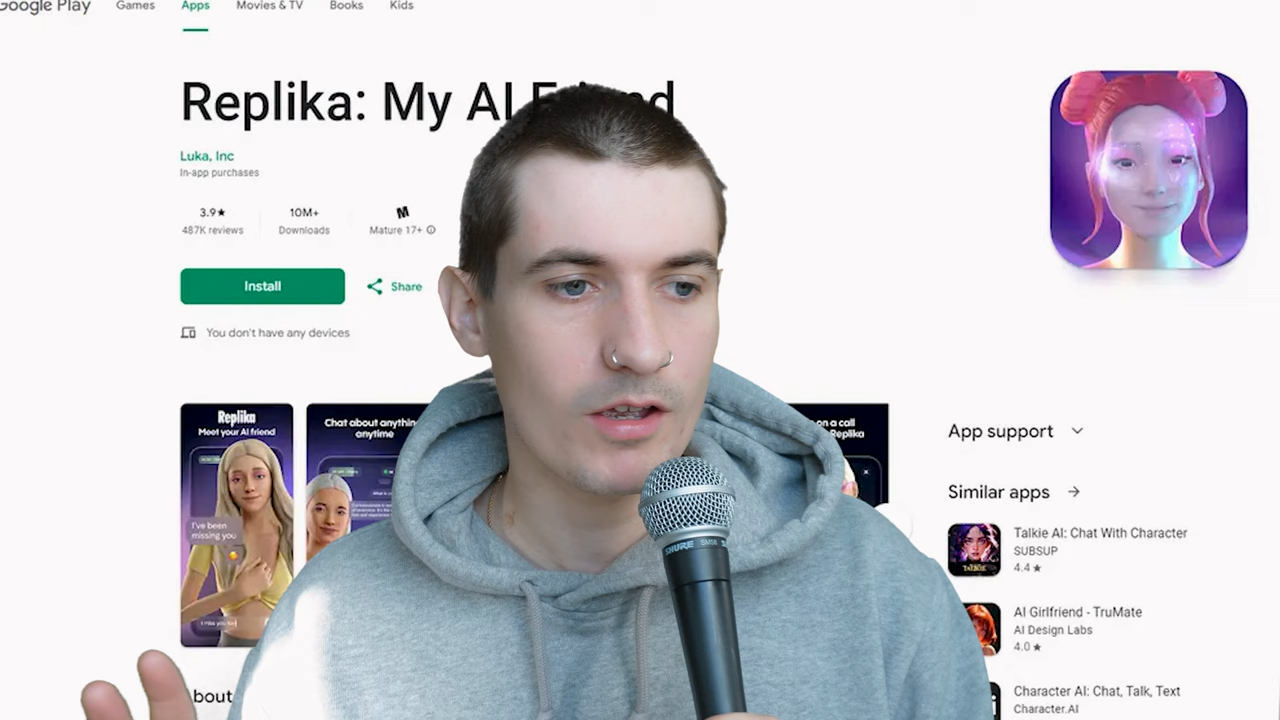 Google Play
Games
Apps
Movies & TV
Books
Kids
Replika: My AI Friend
Luka, Inc
In-app purchases
3.9★
487K reviews
10M+
Downloads
M
Mature 17+
Install
Share
You don't have any devices
Replika
Meet your AI friend
I've been
missing you
Chat about anything
anytime
on a call
Replika
App support
Similar apps
Talkie AI: Chat With Character
SUBSUP
4.4★
AI Girlfriend - TruMate
AI Design Labs
4.0★
Character AI: Chat, Talk, Text
Character.AI
bout
SHURE SM58